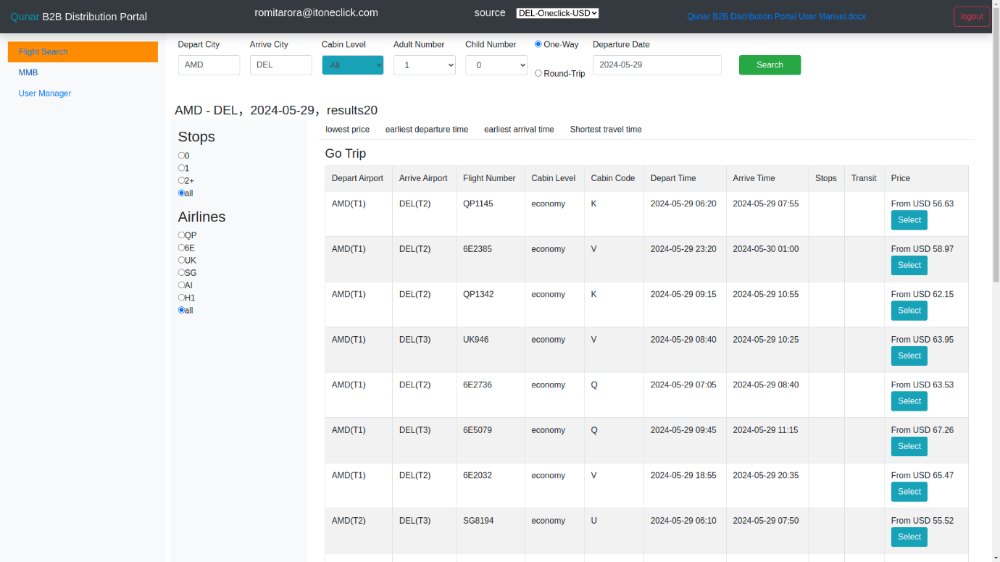 Qunar B2B Distribution Portal romitarora@itoneclick.com source DEL-Oneclick-USD Qunar B2B Distribution Portal User Manuel.docx logout
Flight Search
MMB
User Manager
Depart City Arrive City Cabin Level Adult Number Child Number One-Way Departure Date
AMD DEL All 1 0 Round-Trip 2024-05-29 Search
AMD - DEL，2024-05-29，results20
Stops
0
1
2+
all
Airlines
QP
6E
UK
SG
AI
H1
all
lowest price earliest departure time earliest arrival time Shortest travel time
Go Trip
Depart Airport Arrive Airport Flight Number Cabin Level Cabin Code Depart Time Arrive Time Stops Transit Price
AMD(T1) DEL(T2) QP1145 economy K 2024-05-29 06:20 2024-05-29 07:55 From USD 56.63
Select
AMD(T1) DEL(T2) 6E2385 economy V 2024-05-29 23:20 2024-05-30 01:00 From USD 58.97
Select
AMD(T1) DEL(T2) QP1342 economy K 2024-05-29 09:15 2024-05-29 10:55 From USD 62.15
Select
AMD(T1) DEL(T3) UK946 economy V 2024-05-29 08:40 2024-05-29 10:25 From USD 63.95
Select
AMD(T1) DEL(T2) 6E2736 economy Q 2024-05-29 07:05 2024-05-29 08:40 From USD 63.53
Select
AMD(T1) DEL(T3) 6E5079 economy Q 2024-05-29 09:45 2024-05-29 11:15 From USD 67.26
Select
AMD(T1) DEL(T2) 6E2032 economy V 2024-05-29 18:55 2024-05-29 20:35 From USD 65.47
Select
AMD(T2) DEL(T3) SG8194 economy U 2024-05-29 06:10 2024-05-29 07:50 From USD 55.52
Select